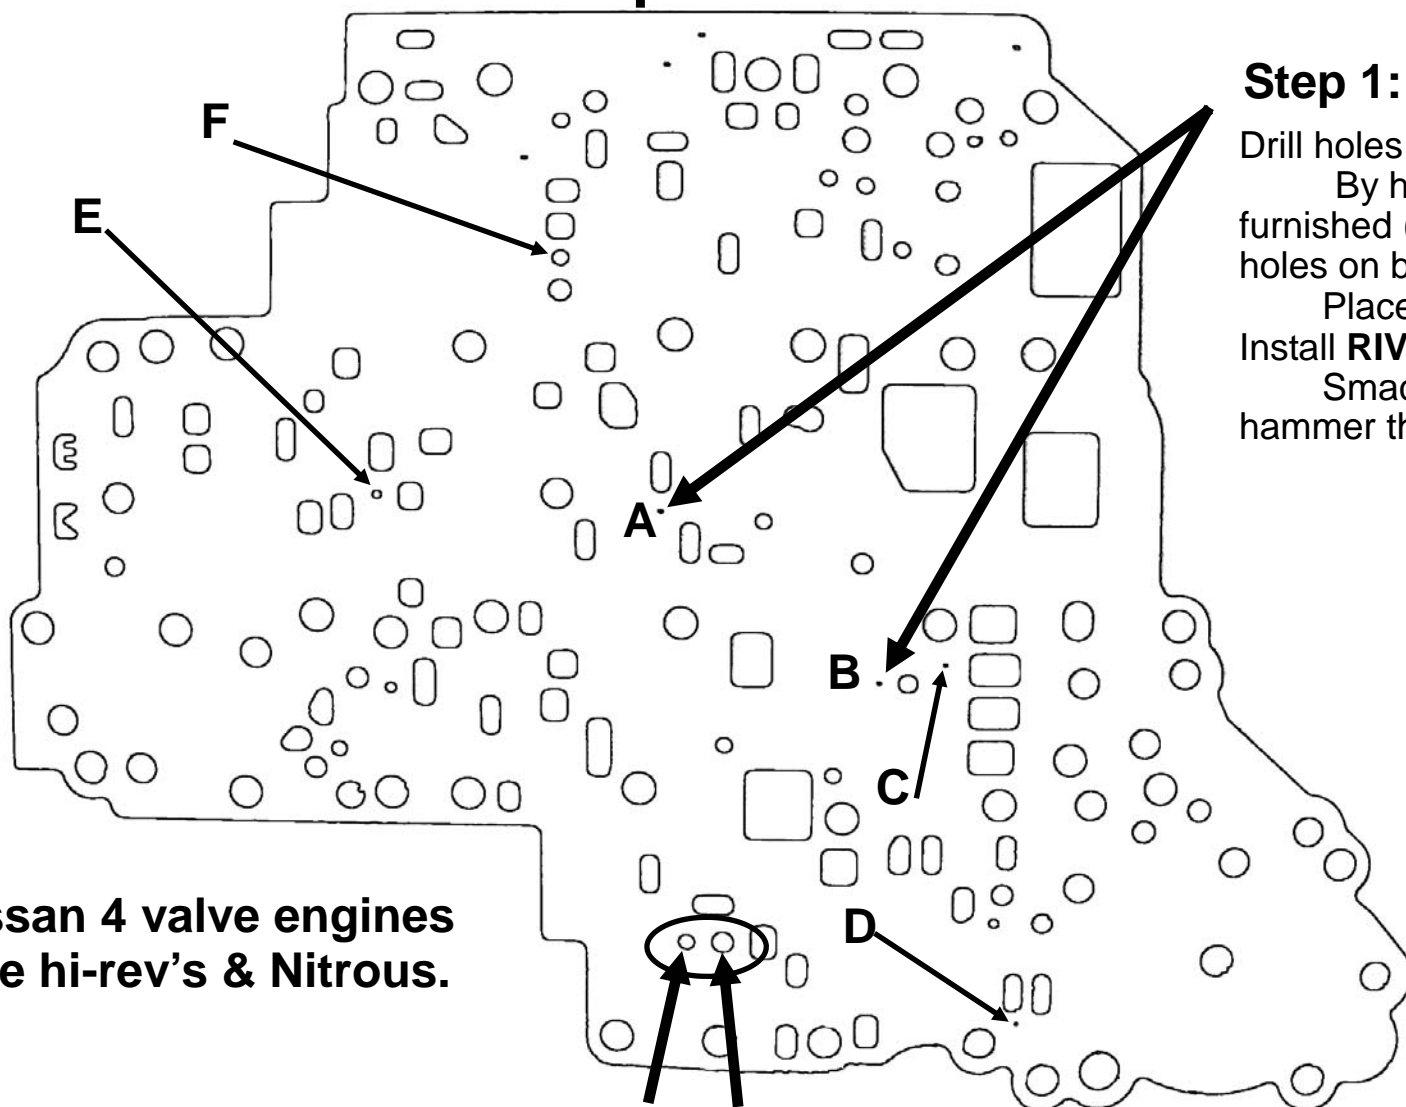 Step 1:
Drill holes
By h
furnished
holes on b
Place
Install RIV
Smac
hammer th
F
E
A
B
C
D
ssan 4 valve engines
e hi-rev's & Nitrous.